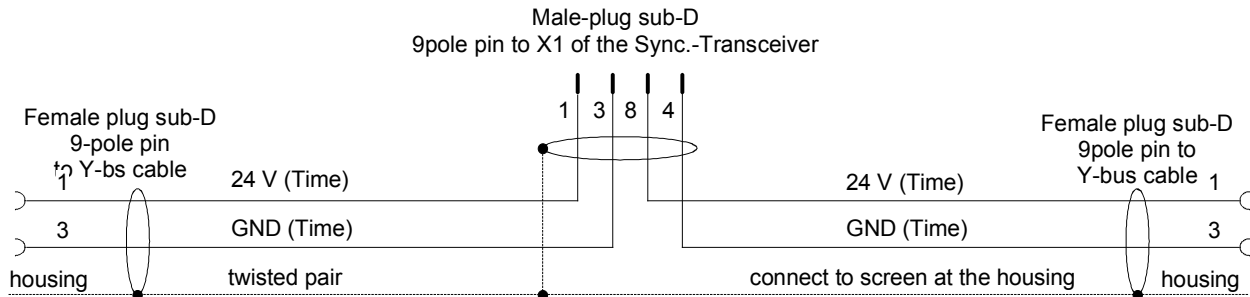 Male-plug sub-D
9pole pin to X1 of the Sync.-Transceiver
1 3 8 4
Female plug sub-D
9-pole pin
to Y-bs cable
Female plug sub-D
9pole pin to
Y-bus cable
1 24 V (Time) 24 V (Time) 1
3 GND (Time) GND (Time) 3
housing twisted pair connect to screen at the housing housing